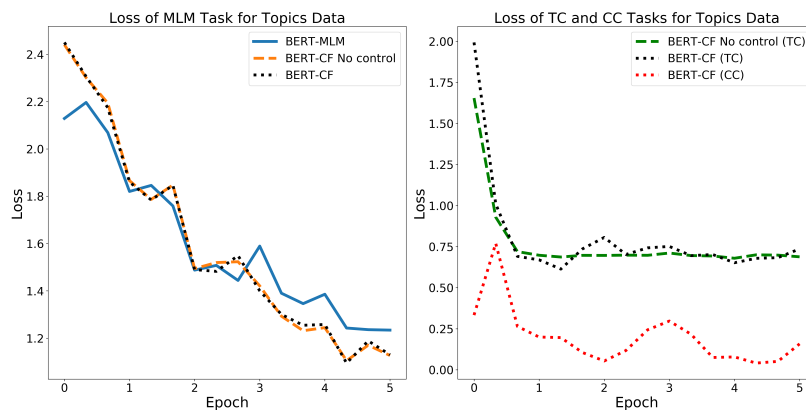 Loss of MLM Task for Topics Data
BERT-MLM
BERT-CF No control
BERT-CF
Loss
2.4
2.2
2.0
1.8
1.6
1.4
1.2
0
1
2
3
4
5
Epoch
Loss of TC and CC Tasks for Topics Data
BERT-CF No control (TC)
BERT-CF (TC)
BERT-CF (CC)
Loss
2.00
1.75
1.50
1.25
1.00
0.75
0.50
0.25
0.00
0
1
2
3
4
5
Epoch